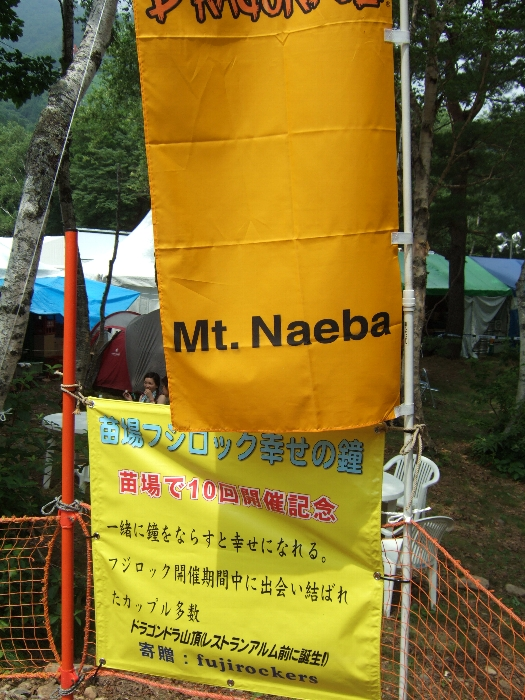 DRAGONDOLA
Mt. Naeba
苗場フジロック幸せの鐘
苗場で10回開催記念
一緒に鐘をならすと幸せになれる。
フジロック開催期間中に出会い結ばれ
たカップル多数
ドラゴンドラ山頂「レストランアルム前に誕生!!」
寄贈：fujirockers